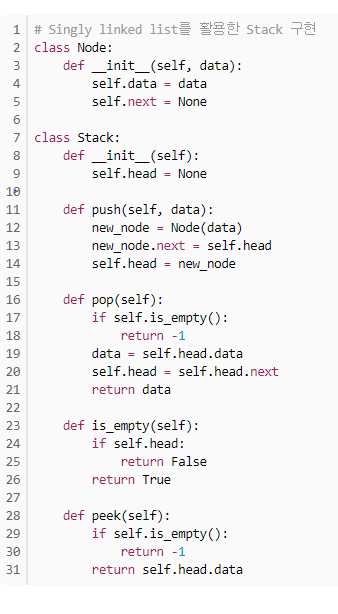 1 # Singly linked list를 활용한 Stack 구현
2 class Node:
3     def __init__(self, data):
4         self.data = data
5         self.next = None
6
7 class Stack:
8     def __init__(self):
9         self.head = None
10
11     def push(self, data):
12         new_node = Node(data)
13         new_node.next = self.head
14         self.head = new_node
15
16     def pop(self):
17         if self.is_empty():
18             return -1
19         data = self.head.data
20         self.head = self.head.next
21         return data
22
23     def is_empty(self):
24         if self.head:
25             return False
26         return True
27
28     def peek(self):
29         if self.is_empty():
30             return -1
31         return self.head.data